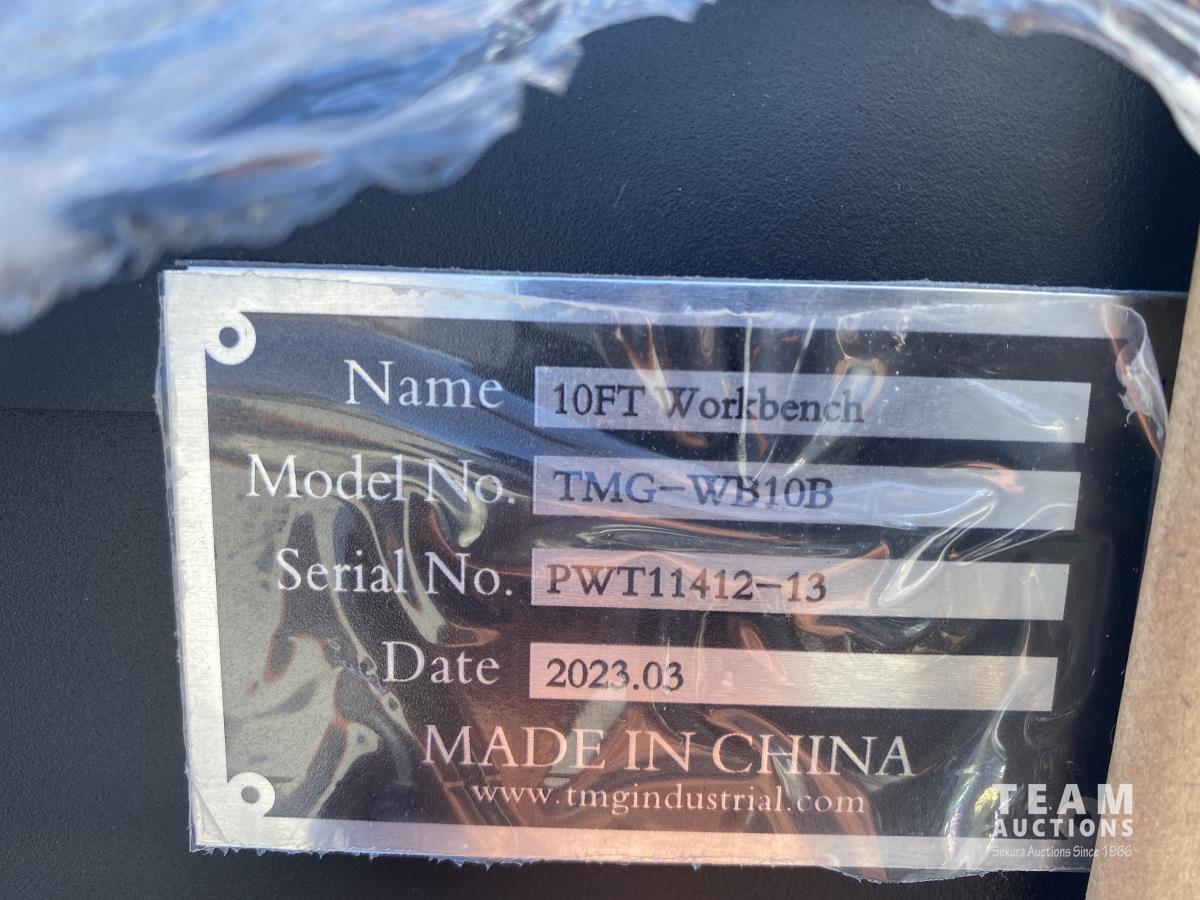 Name 10FT Workbench
Model No. TMG-WB10B
Serial No. PWT11412-13
Date 2023.03
MADE IN CHINA
www.tmgindustrial.com
TEAM
AUCTIONS
Sekura Auctions Since 1966